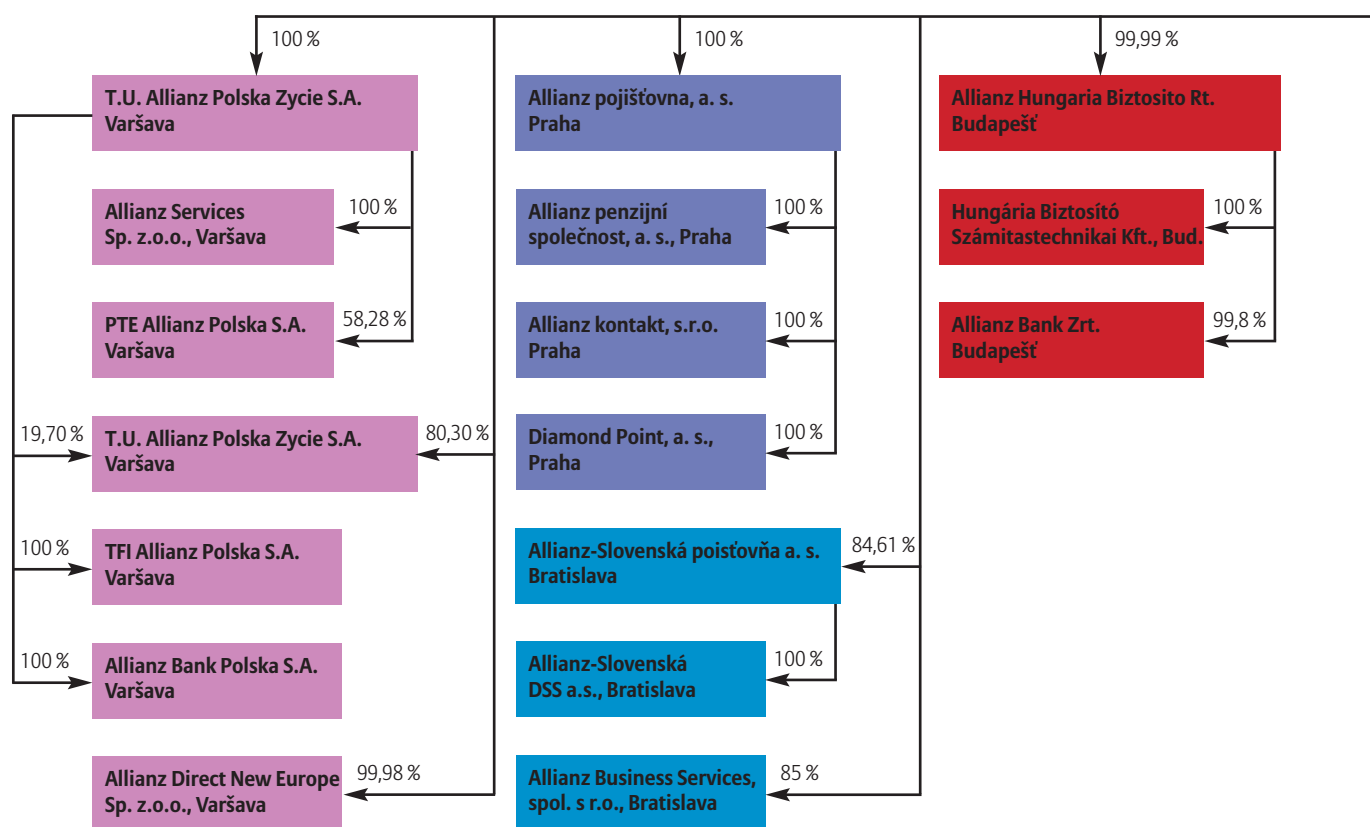 100 %
100 %
99,99 %
T.U. Allianz Polska Zycie S.A.
Varšava
Allianz pojišťovna, a. s.
Praha
Allianz Hungaria Biztosito Rt.
Budapešť
Allianz Services
Sp. z.o.o., Varšava
100 %
Allianz penzijní
společnost, a. s., Praha
100 %
Hungária Biztosító
Számitastechnikai Kft., Bud.
100 %
PTE Allianz Polska S.A.
Varšava
58,28 %
Allianz kontakt, s.r.o.
Praha
100 %
Allianz Bank Zrt.
Budapešť
99,8 %
19,70 %
T.U. Allianz Polska Zycie S.A.
Varšava
80,30 %
Diamond Point, a. s.,
Praha
100 %
100 %
TFI Allianz Polska S.A.
Varšava
Allianz-Slovenská poisťovňa a. s.
Bratislava
84,61 %
100 %
Allianz Bank Polska S.A.
Varšava
Allianz-Slovenská
DSS a.s., Bratislava
100 %
Allianz Direct New Europe
Sp. z.o.o., Varšava
99,98 %
Allianz Business Services,
spol. s r.o., Bratislava
85 %